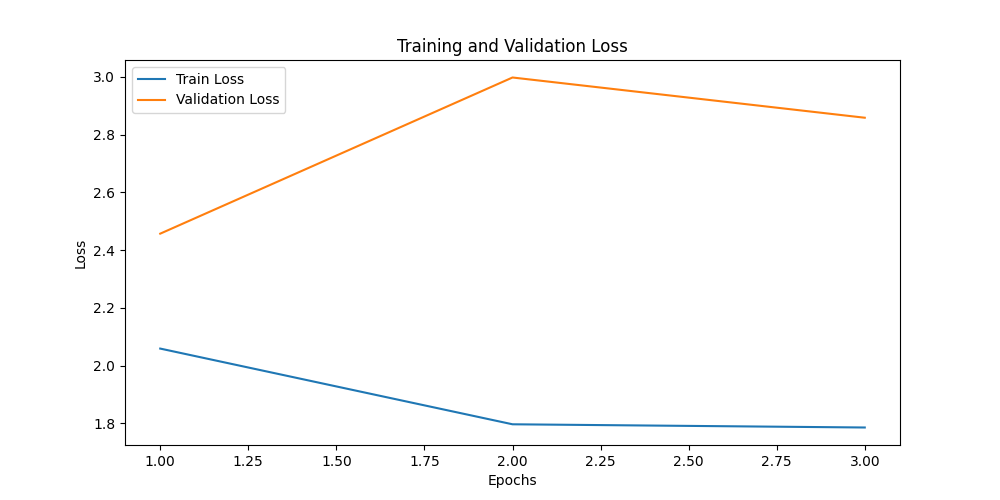 Training and Validation Loss
Train Loss
Validation Loss
3.0
2.8
2.6
2.4
2.2
2.0
1.8
Loss
1.00 1.25 1.50 1.75 2.00 2.25 2.50 2.75 3.00
Epochs